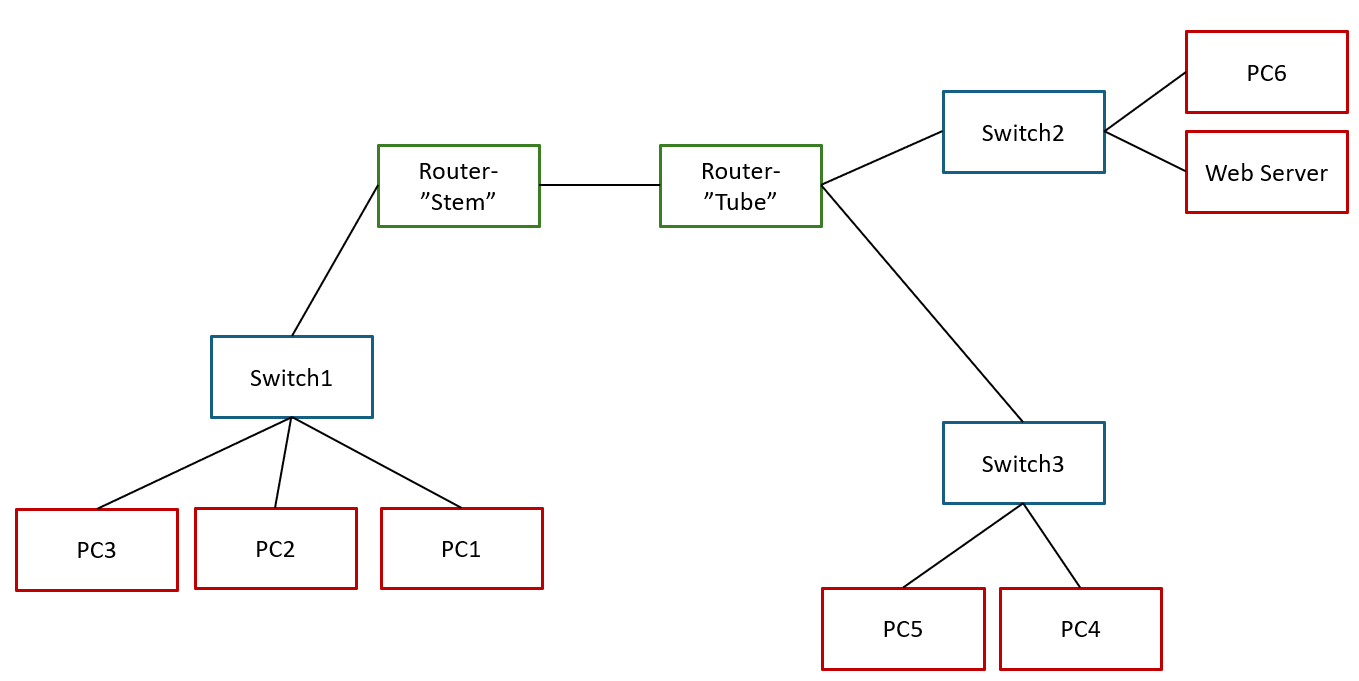 PC6
Switch2
Router-
”Stem”
Router-
”Tube”
Web Server
Switch1
Switch3
PC3
PC2
PC1
PC5
PC4